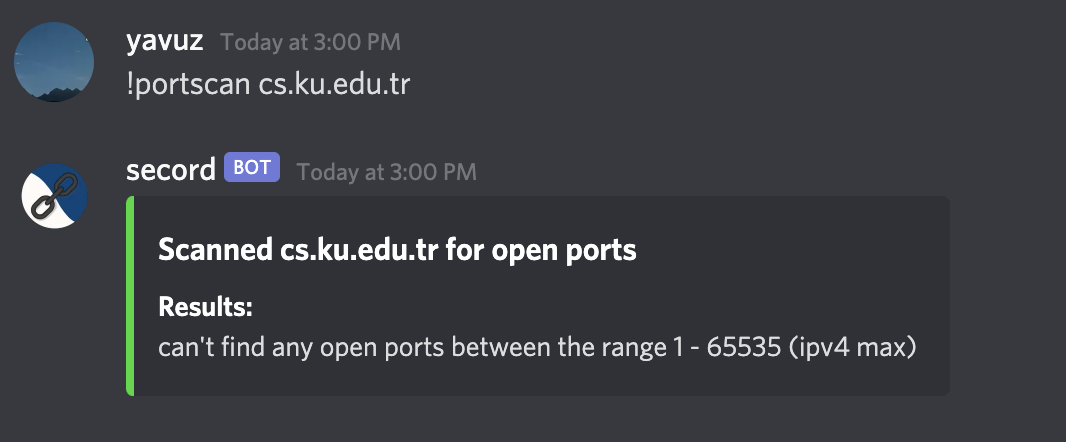 yavuz Today at 3:00 PM
!portscan cs.ku.edu.tr
secord BOT Today at 3:00 PM
Scanned cs.ku.edu.tr for open ports
Results:
can't find any open ports between the range 1 - 65535 (ipv4 max)